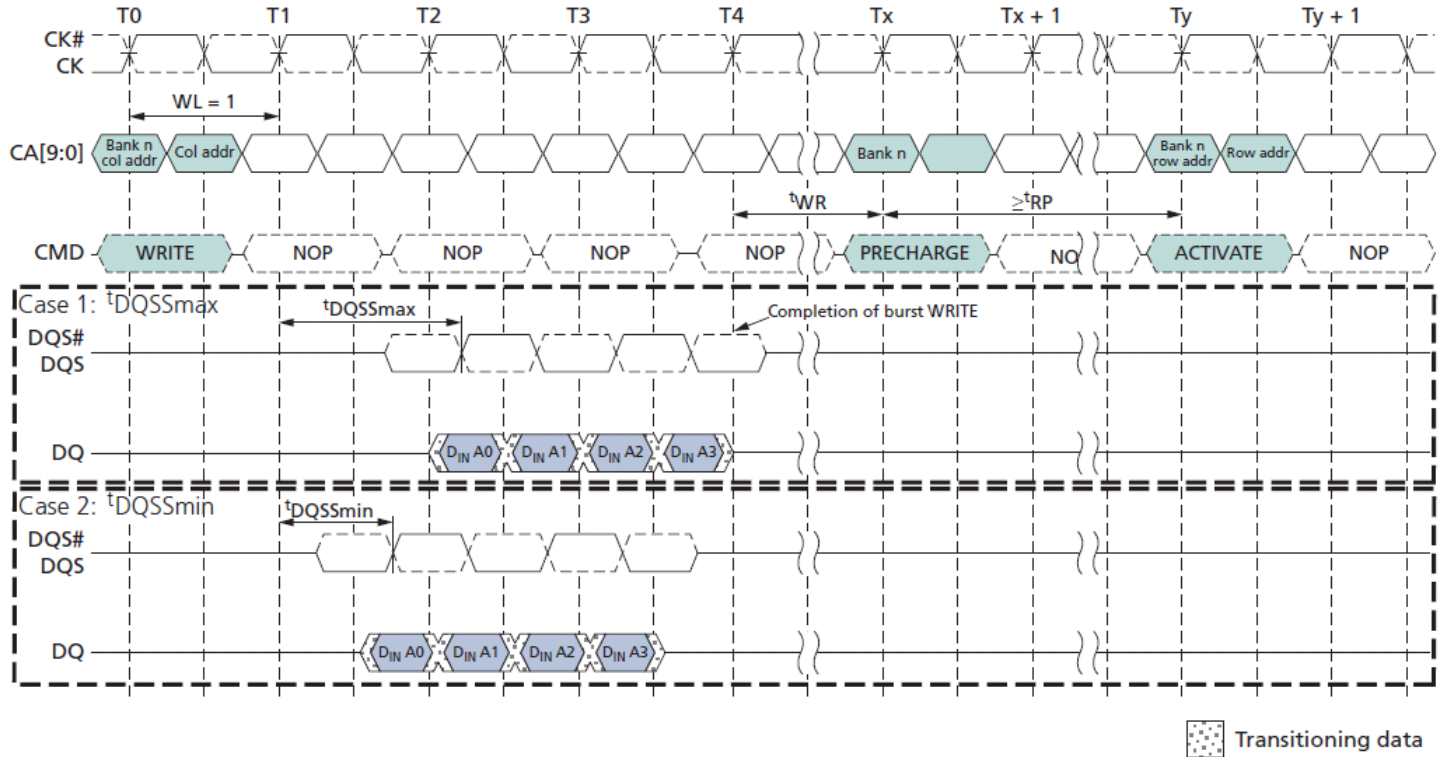 T0 T1 T2 T3 T4 Tx Tx + 1 Ty Ty + 1
CK#
CK
WL = 1
CA[9:0] Bank n col addr Col addr Bank n Bank n row addr Row addr
tWR ≥tRP
CMD WRITE NOP NOP NOP NOP PRECHARGE NO ACTIVATE NOP
Case 1: tDQSSmax
tDQSSmax
Completion of burst WRITE
DQS#
DQS
DQ DIN A0 DIN A1 DIN A2 DIN A3
Case 2: tDQSSmin
tDQSSmin
DQS#
DQS
DQ DIN A0 DIN A1 DIN A2 DIN A3
Transitioning data